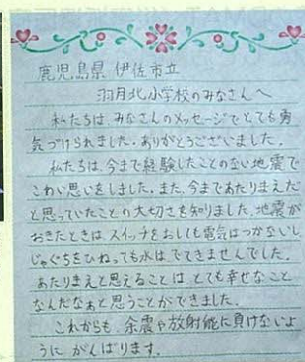 鹿児島県 伊佐市立
羽月北小学校のみなさんへ
私たちは、みなさんのメッセージでとても勇
気づけられました。ありがとうございました。
私たちは、今まで経験したことのない地震で
こわい思いをしました。また、今まであたりまえだ
と思っていたことの大切さを知りました。地震が
おきたときは、スイッチをおしても電気はつかないし
じゃぐちをひねっても水はでてきませんでした。
あたりまえと思えることは とても幸せなこと
なんだなぁと思うことができました。
これからも、余震や放射能に負けないよ
うに がんばります。